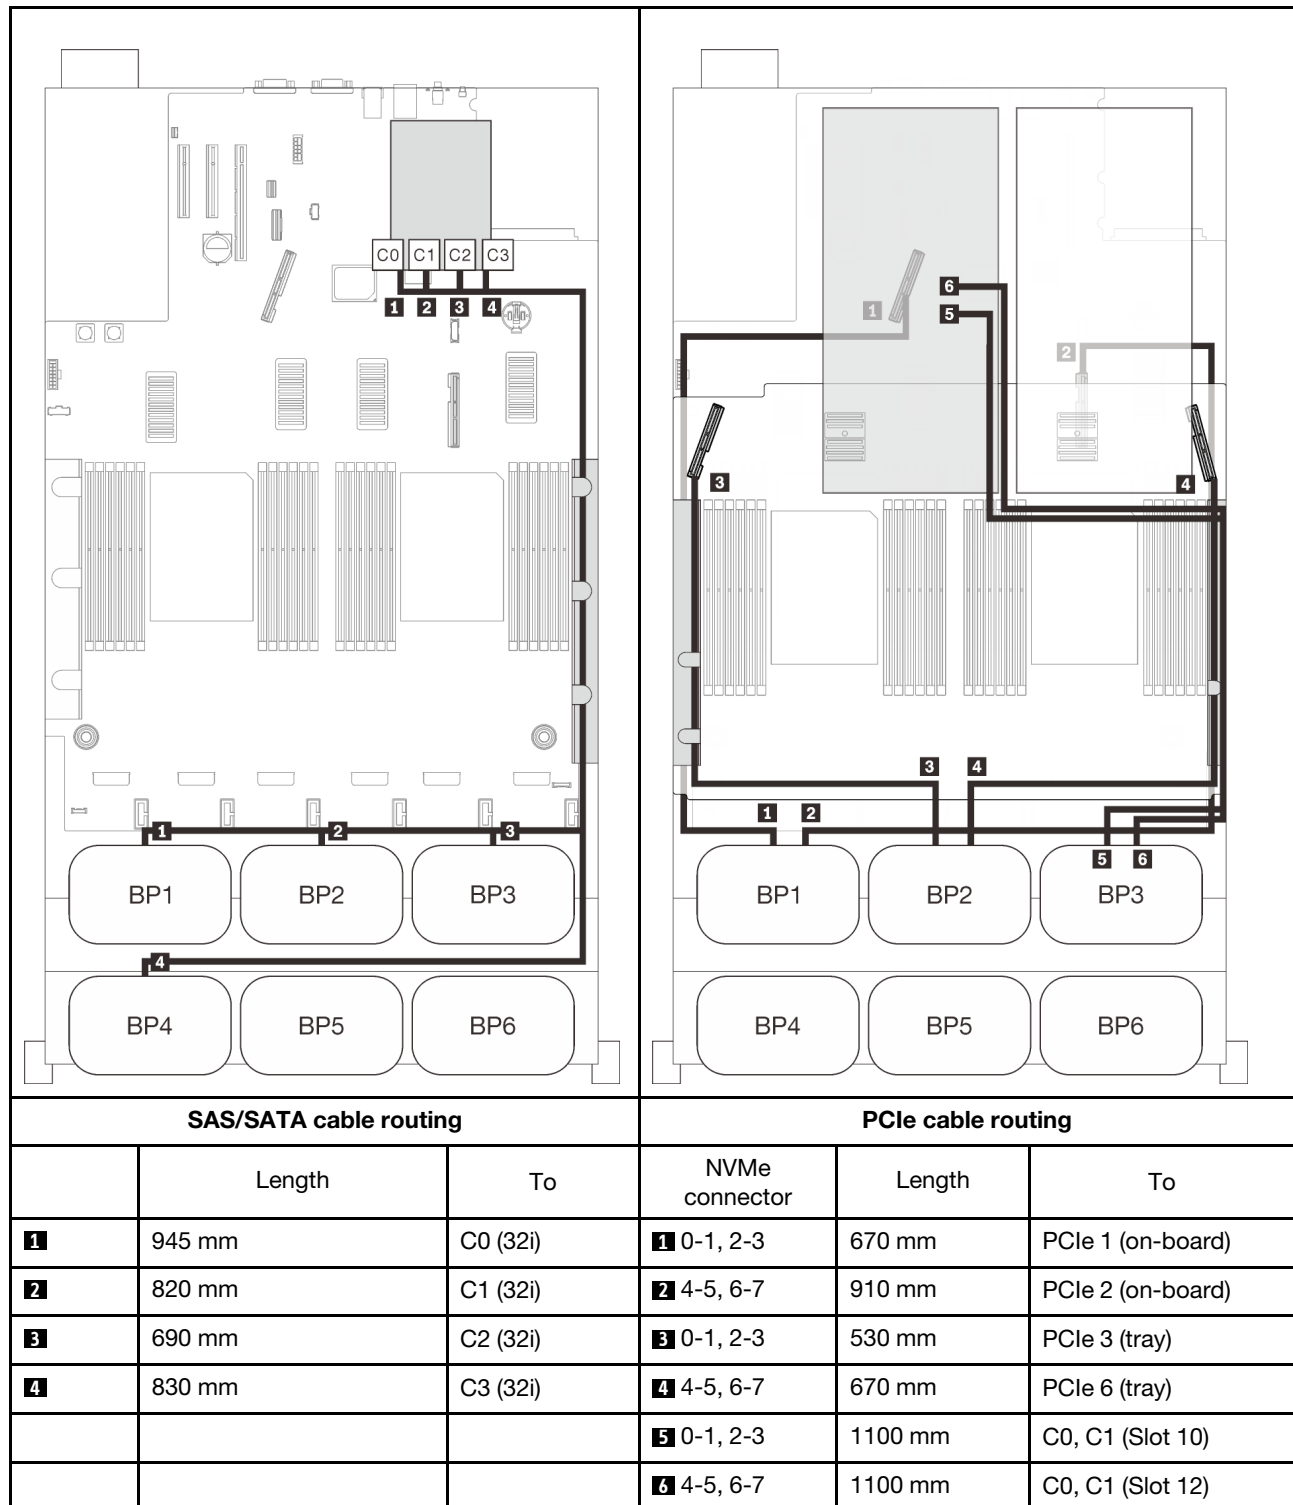 C0 C1 C2 C3
1 2 3 4
1 2 3
BP1 BP2 BP3
4
BP4 BP5 BP6
6
1 5
2
3 4
3 4
1 2
5 6
BP1 BP2 BP3
BP4 BP5 BP6
SAS/SATA cable routing PCIe cable routing
Length To NVMe connector Length To
1 945 mm C0 (32i) 1 0-1, 2-3 670 mm PCIe 1 (on-board)
2 820 mm C1 (32i) 2 4-5, 6-7 910 mm PCIe 2 (on-board)
3 690 mm C2 (32i) 3 0-1, 2-3 530 mm PCIe 3 (tray)
4 830 mm C3 (32i) 4 4-5, 6-7 670 mm PCIe 6 (tray)
5 0-1, 2-3 1100 mm C0, C1 (Slot 10)
6 4-5, 6-7 1100 mm C0, C1 (Slot 12)